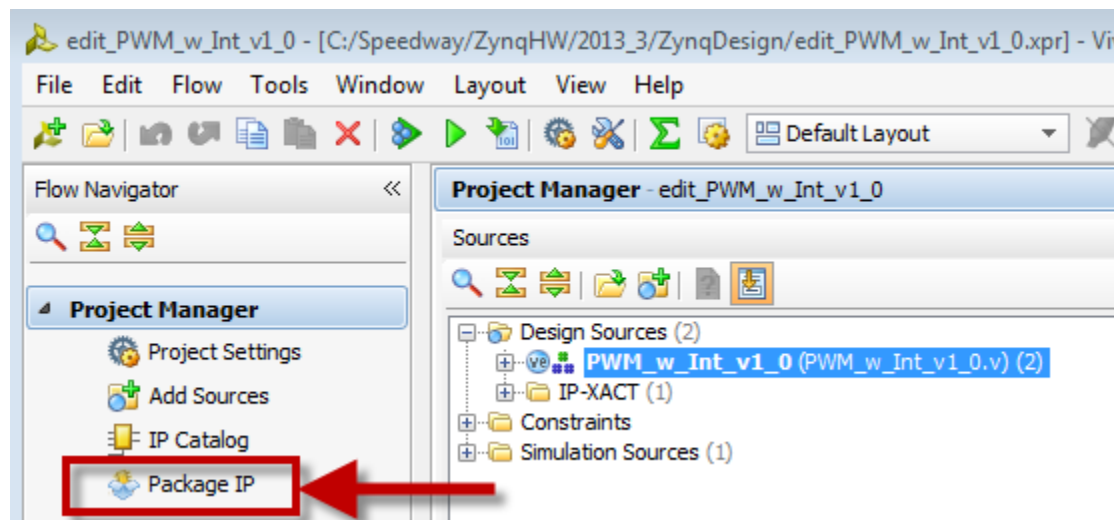 edit_PWM_w_Int_v1_0 - [C:/Speedway/ZynqHW/2013_3/ZynqDesign/edit_PWM_w_Int_v1_0.xpr] - Vi
File Edit Flow Tools Window Layout View Help
Default Layout
Flow Navigator
Project Manager
Project Settings
Add Sources
IP Catalog
Package IP
Project Manager - edit_PWM_w_Int_v1_0
Sources
Design Sources (2)
PWM_w_Int_v1_0 (PWM_w_Int_v1_0.v) (2)
IP-XACT (1)
Constraints
Simulation Sources (1)